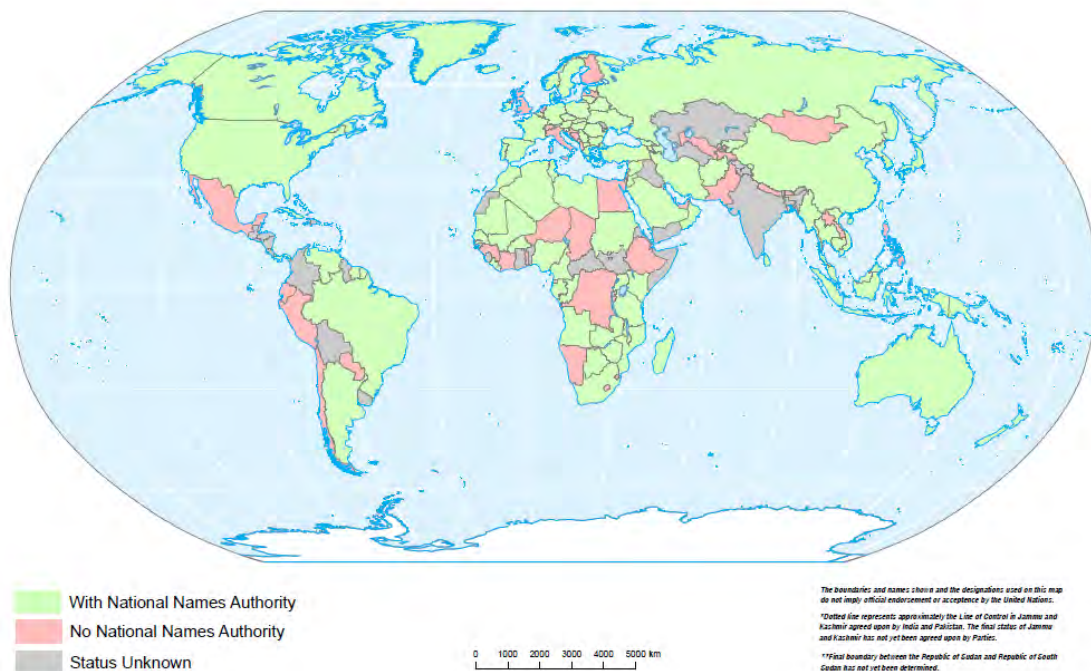 With National Names Authority
No National Names Authority
Status Unknown
0 1000 2000 3000 4000 5000 km
The boundaries and names shown and the designations used on this map
do not imply official endorsement or acceptance by the United Nations.
*Dotted line represents approximately the Line of Control in Jammu and
Kashmir agreed upon by India and Pakistan. The final status of Jammu
and Kashmir has not yet been agreed upon by Parties.
**Final boundary between the Republic of Sudan and Republic of South
Sudan has not yet been determined.